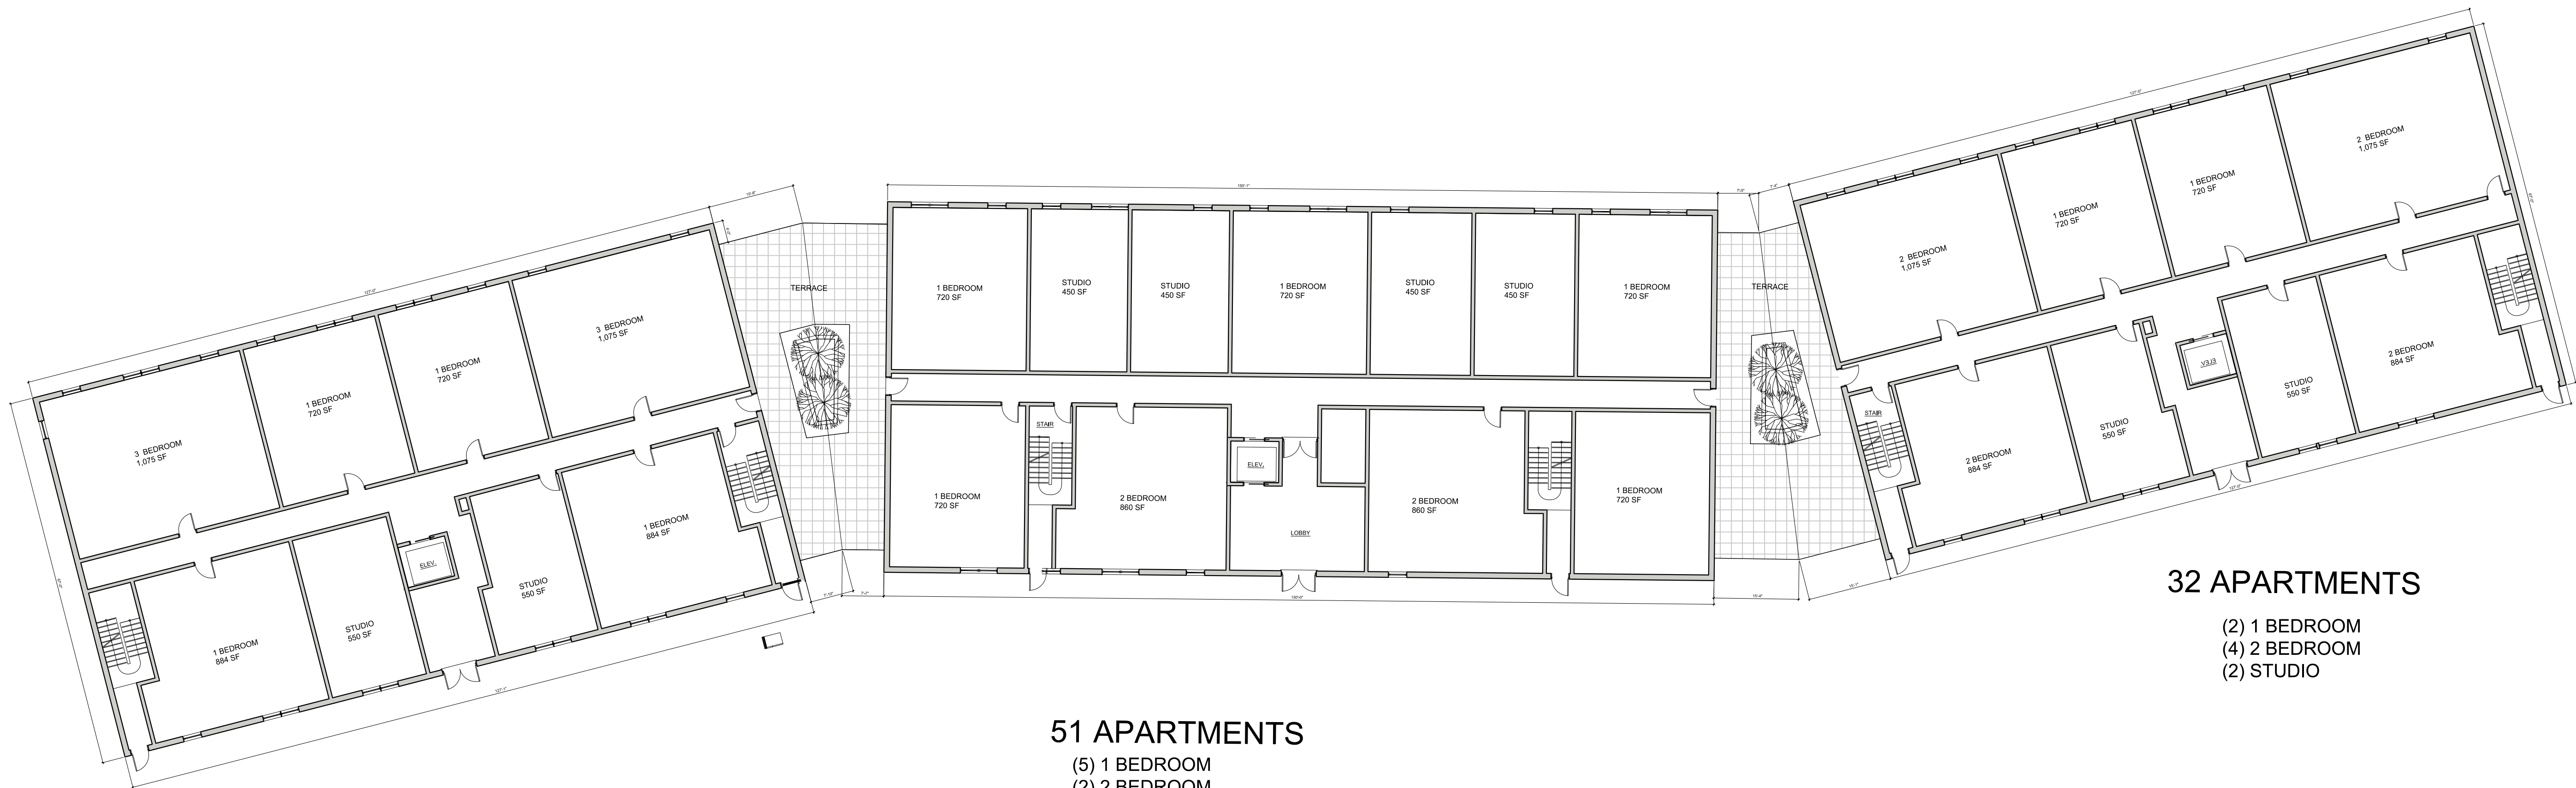 3 BEDROOM
1,075 SF
1 BEDROOM
720 SF
1 BEDROOM
720 SF
3 BEDROOM
1,075 SF
1 BEDROOM
884 SF
STUDIO
550 SF
ELEV.
STUDIO
550 SF
1 BEDROOM
884 SF
TERRACE
1 BEDROOM
720 SF
STUDIO
450 SF
STUDIO
450 SF
1 BEDROOM
720 SF
STUDIO
450 SF
STUDIO
450 SF
1 BEDROOM
720 SF
1 BEDROOM
720 SF
STAIR
2 BEDROOM
860 SF
ELEV.
LOBBY
2 BEDROOM
860 SF
1 BEDROOM
720 SF
TERRACE
2 BEDROOM
1,075 SF
1 BEDROOM
720 SF
1 BEDROOM
720 SF
2 BEDROOM
1,075 SF
STAIR
2 BEDROOM
884 SF
STUDIO
550 SF
ELEV.
STUDIO
550 SF
2 BEDROOM
884 SF
32 APARTMENTS
(2) 1 BEDROOM
(4) 2 BEDROOM
(2) STUDIO
51 APARTMENTS
(5) 1 BEDROOM
(2) 2 BEDROOM